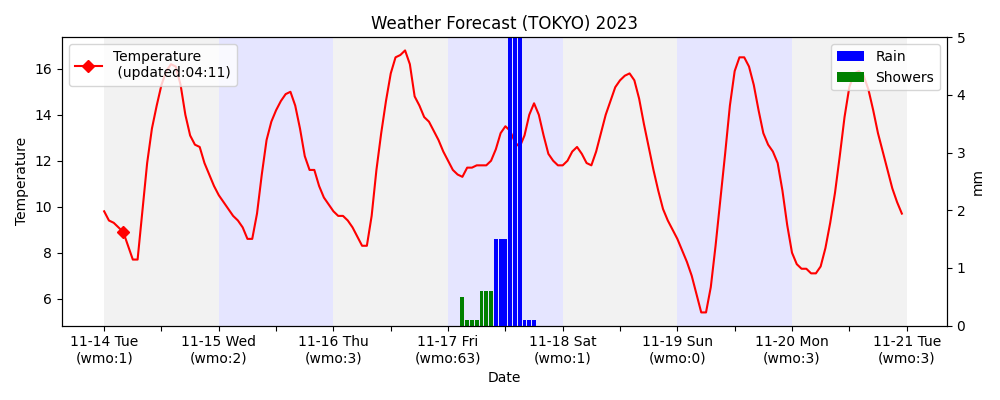 Weather Forecast (TOKYO) 2023
Temperature
(updated:04:11)
Rain
Showers
Temperature
16
14
12
10
8
6
5
4
3
2
1
0
mm
11-14 Tue
(wmo:1)
11-15 Wed
(wmo:2)
11-16 Thu
(wmo:3)
11-17 Fri
(wmo:63)
11-18 Sat
(wmo:1)
11-19 Sun
(wmo:0)
11-20 Mon
(wmo:3)
11-21 Tue
(wmo:3)
Date